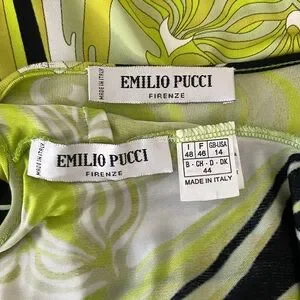 EMILIO PUCCI
FIRENZE
MADE IN ITALY
EMILIO PUCCI
FIRENZE
MADE IN ITALY
I F GB-USA
48 46 14
B - CH - D - DK
44
MADE IN ITALY